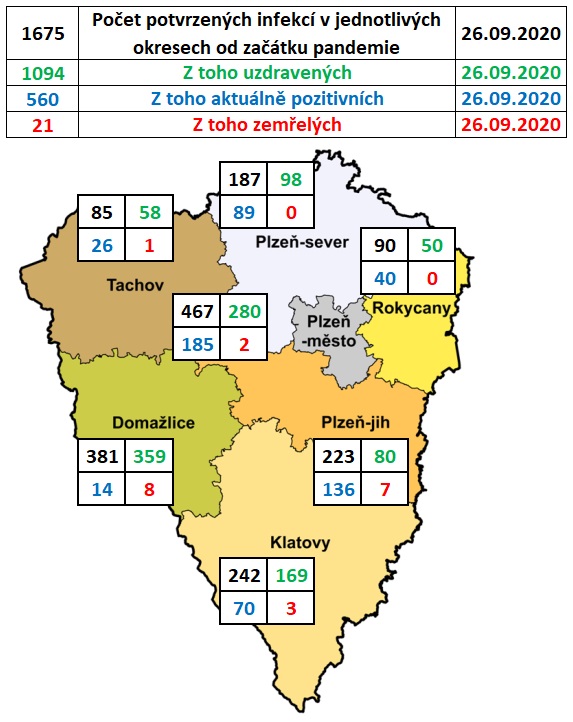 1675 Počet potvrzených infekcí v jednotlivých okresech od začátku pandemie 26.09.2020
1094 Z toho uzdravených 26.09.2020
560 Z toho aktuálně pozitivních 26.09.2020
21 Z toho zemřelých 26.09.2020
187 98
89 0
Plzeň-sever
85 58
26 1
Tachov
90 50
40 0
Rokycany
467 280
185 2
Plzeň
-město
Domažlice
381 359
14 8
Plzeň-jih
223 80
136 7
Klatovy
242 169
70 3